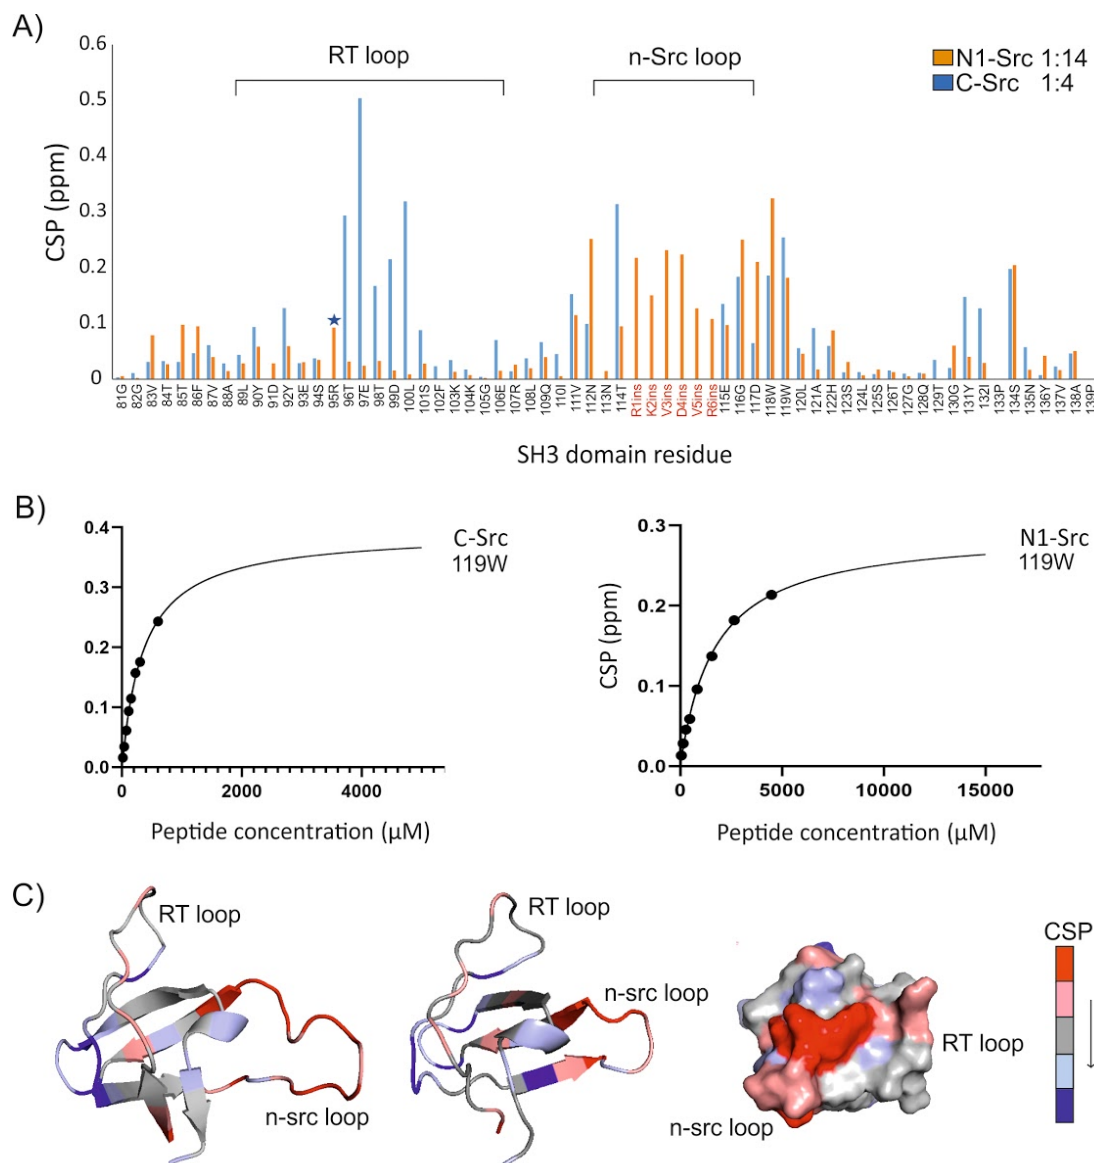 A)
0.6
0.5
0.4
0.3
0.2
0.1
0
CSP (ppm)
RT loop
n-Src loop
N1-Src 1:14
C-Src 1:4
★
81G 82G 83V 84T 85T 86F 87V 88A 89L 90Y 91D 92Y 93E 94S 95R 96T 97E 98T 99D 100L 101S 102F 103K 104K 105G 106E 107R 108L 109Q 110I 111V 112N 113N 114T R1ins K2ins V3ins D4ins V5ins R6ins 115E 116G 117D 118W 119W 120L 121A 122H 123S 124L 125S 126T 127G 128Q 129T 130G 131Y 132I 133P 134S 135N 136Y 137V 138A 139P
SH3 domain residue
B)
0.4
0.3
0.2
0.1
0.0
0 2000 4000
Peptide concentration (µM)
C-Src
119W
CSP (ppm)
0.3
0.2
0.1
0.0
0 5000 10000 15000
Peptide concentration (µM)
N1-Src
119W
C)
RT loop
n-src loop
RT loop
n-src loop
RT loop
n-src loop
CSP